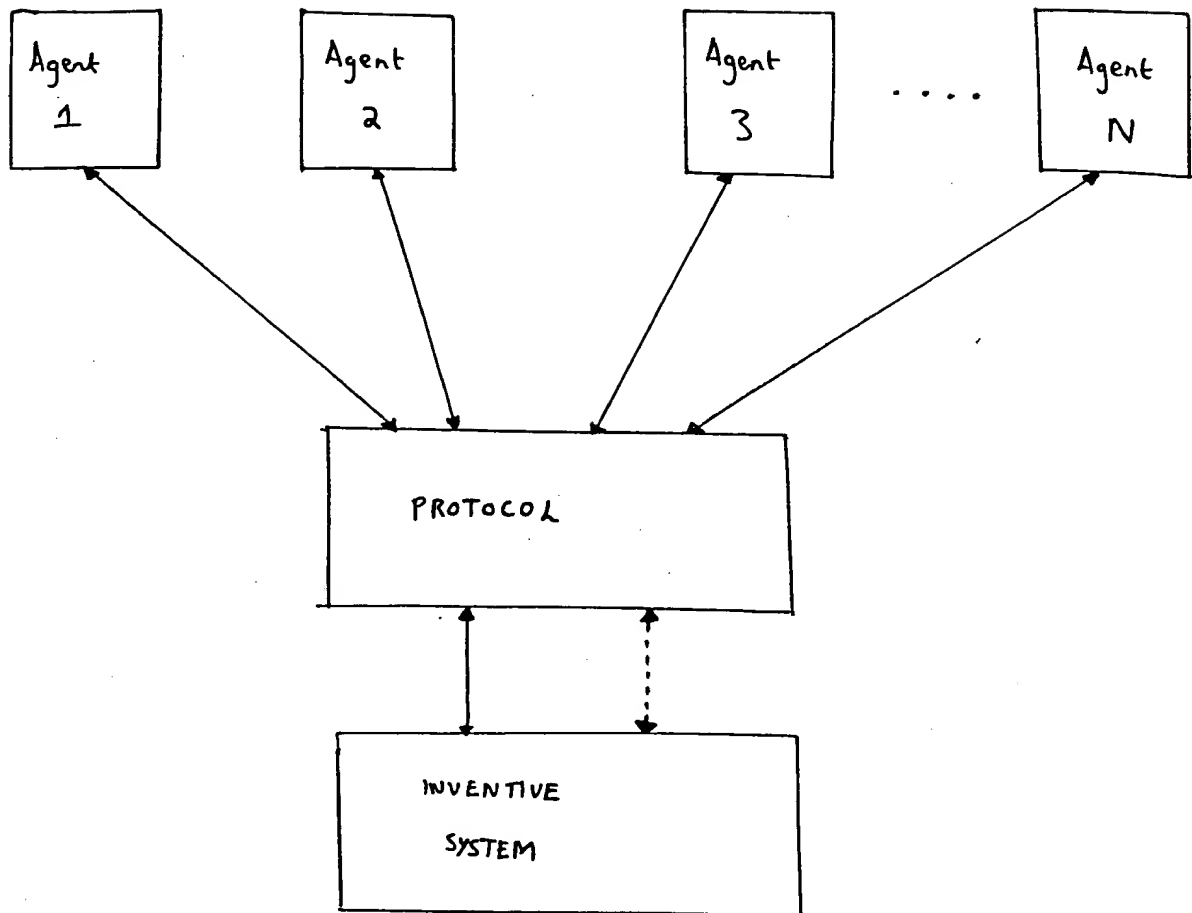 Agent
1
Agent
2
Agent
3
....
Agent
N
PROTOCOL
INVENTIVE
SYSTEM